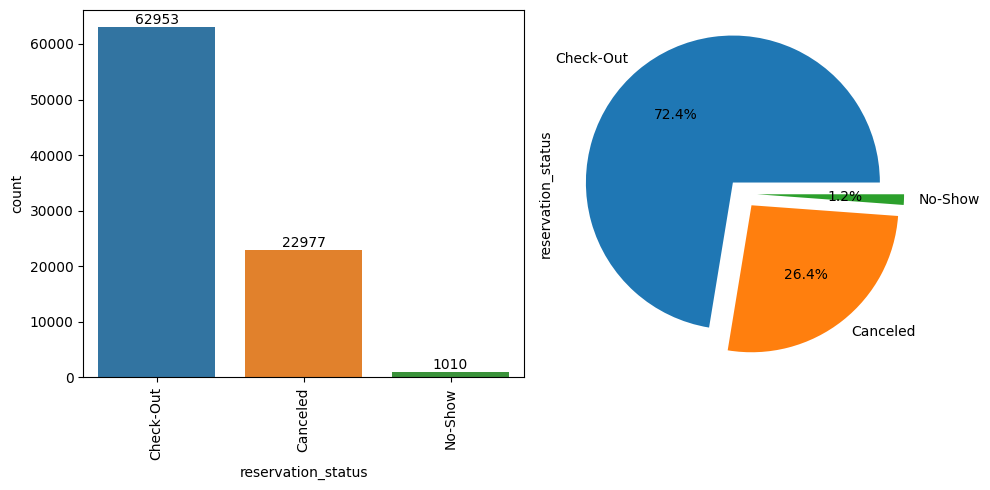 62953
22977
1010
60000
50000
40000
30000
20000
10000
0
count
Check-Out
Canceled
No-Show
reservation_status
reservation_status
Check-Out
72.4%
No-Show
1.2%
26.4%
Canceled